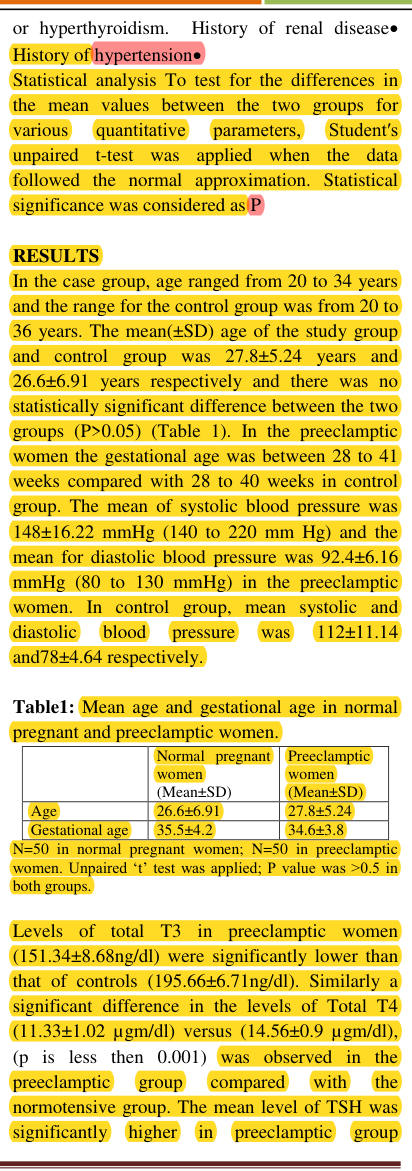 or hyperthyroidism. History of renal disease•
History of hypertension•
Statistical analysis To test for the differences in
the mean values between the two groups for
various quantitative parameters, Student's
unpaired t-test was applied when the data
followed the normal approximation. Statistical
significance was considered as P
RESULTS
In the case group, age ranged from 20 to 34 years
and the range for the control group was from 20 to
36 years. The mean(±SD) age of the study group
and control group was 27.8±5.24 years and
26.6±6.91 years respectively and there was no
statistically significant difference between the two
groups (P>0.05) (Table 1). In the preeclamptic
women the gestational age was between 28 to 41
weeks compared with 28 to 40 weeks in control
group. The mean of systolic blood pressure was
148±16.22 mmHg (140 to 220 mm Hg) and the
mean for diastolic blood pressure was 92.4±6.16
mmHg (80 to 130 mmHg) in the preeclamptic
women. In control group, mean systolic and
diastolic blood pressure was 112±11.14
and78±4.64 respectively.
Table1: Mean age and gestational age in normal
pregnant and preeclamptic women.
Normal pregnant women (Mean±SD) Preeclamptic women (Mean±SD)
Age 26.6±6.91 27.8±5.24
Gestational age 35.5±4.2 34.6±3.8
N=50 in normal pregnant women; N=50 in preeclamptic
women. Unpaired ‘t’ test was applied; P value was >0.5 in
both groups.
Levels of total T3 in preeclamptic women
(151.34±8.68ng/dl) were significantly lower than
that of controls (195.66±6.71ng/dl). Similarly a
significant difference in the levels of Total T4
(11.33±1.02 µgm/dl) versus (14.56±0.9 µgm/dl),
(p is less then 0.001) was observed in the
preeclamptic group compared with the
normotensive group. The mean level of TSH was
significantly higher in preeclamptic group